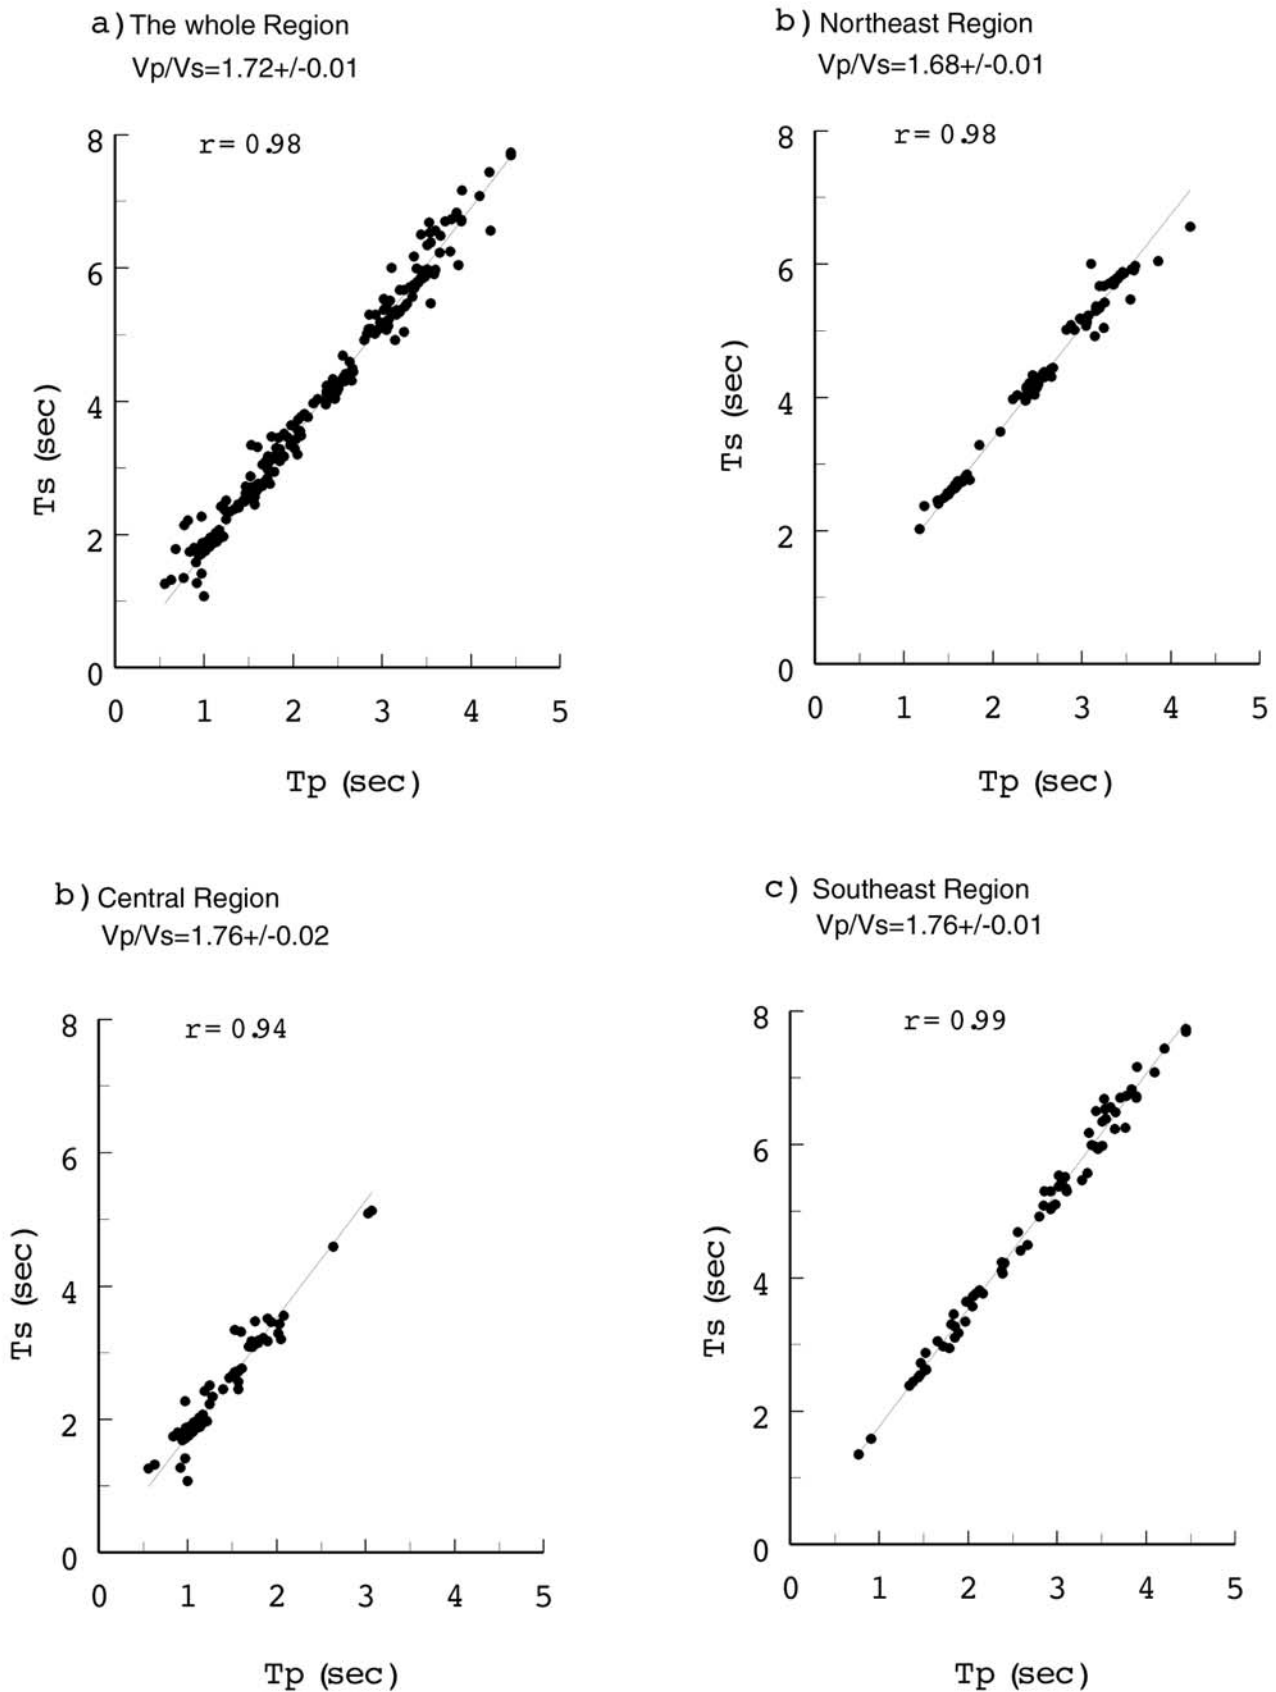 a) The whole Region
Vp/Vs=1.72+/-0.01
r= 0.98
8
6
4
2
0
Ts (sec)
0 1 2 3 4 5
Tp (sec)
b) Northeast Region
Vp/Vs=1.68+/-0.01
r= 0.98
8
6
4
2
0
Ts (sec)
0 1 2 3 4 5
Tp (sec)
b) Central Region
Vp/Vs=1.76+/-0.02
r= 0.94
8
6
4
2
0
Ts (sec)
0 1 2 3 4 5
Tp (sec)
c) Southeast Region
Vp/Vs=1.76+/-0.01
r= 0.99
8
6
4
2
0
Ts (sec)
0 1 2 3 4 5
Tp (sec)